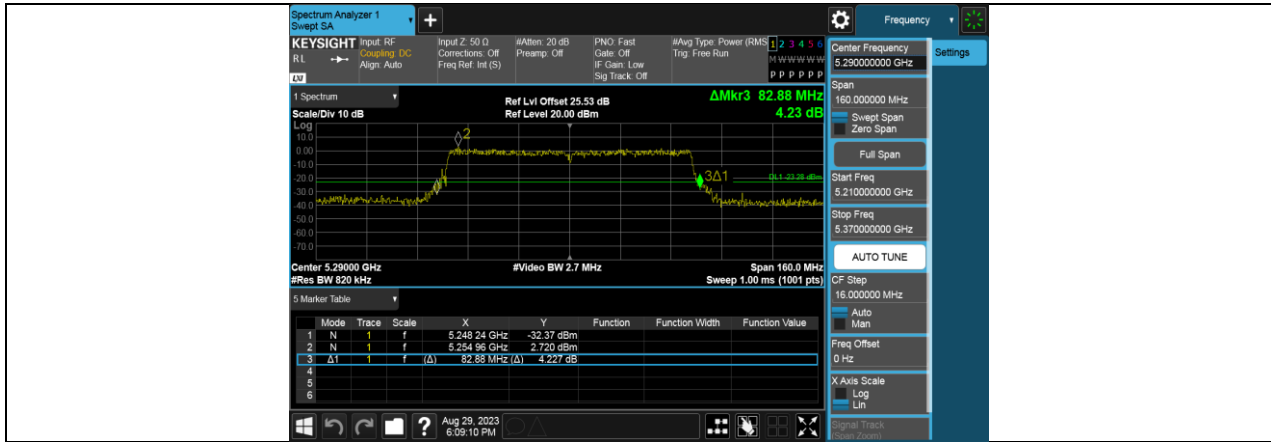 Spectrum Analyzer 1
Swept SA
+
Frequency
KEYSIGHT Input: RF Input Z: 50 Ω #Atten: 20 dB PNO: Fast #Avg Type: Power (RMS 1 2 3 4 5 6
RL Coupling: DC Corrections: Off Preamp: Off Gate: Off Trig: Free Run M W W W W W
Align: Auto Freq Ref: Int (S) IF Gain: Low
LXI Sig Track: Off P P P P P P
Center Frequency
5.290000000 GHz
Settings
Span
160.000000 MHz
Swept Span
Zero Span
Full Span
Start Freq
5.210000000 GHz
Stop Freq
5.370000000 GHz
AUTO TUNE
CF Step
16.000000 MHz
Auto
Man
Freq Offset
0 Hz
X Axis Scale
Log
Lin
Signal Track
(Span Zoom)
1 Spectrum Ref Lvl Offset 25.53 dB ΔMkr3 82.88 MHz
Scale/Div 10 dB Ref Level 20.00 dBm 4.23 dB
Log
10.0
0.00
-10.0
-20.0
-30.0
-40.0
-50.0
-60.0
-70.0
2
3Δ1
DL1 -23.28 dBm
Center 5.29000 GHz #Video BW 2.7 MHz Span 160.0 MHz
#Res BW 820 kHz Sweep 1.00 ms (1001 pts)
5 Marker Table
Mode Trace Scale X Y Function Function Width Function Value
1 N 1 f 5.248 24 GHz -32.37 dBm
2 N 1 f 5.254 96 GHz 2.720 dBm
3 Δ1 1 f (Δ) 82.88 MHz (Δ) 4.227 dB
4
5
6
? Aug 29, 2023
6:09:10 PM